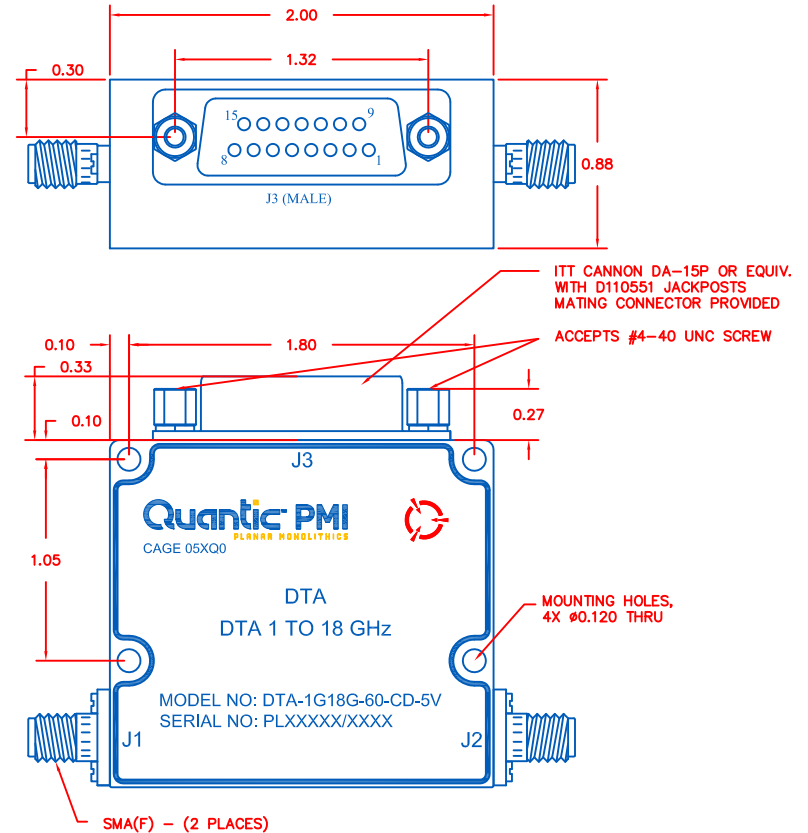 2.00
1.32
0.30
15
9
8
1
J3 (MALE)
0.88
ITT CANNON DA-15P OR EQUIV.
WITH D110551 JACKPOSTS
MATING CONNECTOR PROVIDED
ACCEPTS #4-40 UNC SCREW
0.10
1.80
0.33
0.27
0.10
J3
Quantic PMI
PLANAR MONOLITHICS
CAGE 05XQ0
1.05
DTA
DTA 1 TO 18 GHz
MOUNTING HOLES,
4X ø0.120 THRU
MODEL NO: DTA-1G18G-60-CD-5V
SERIAL NO: PLXXXXX/XXXX
J1
J2
SMA(F) - (2 PLACES)